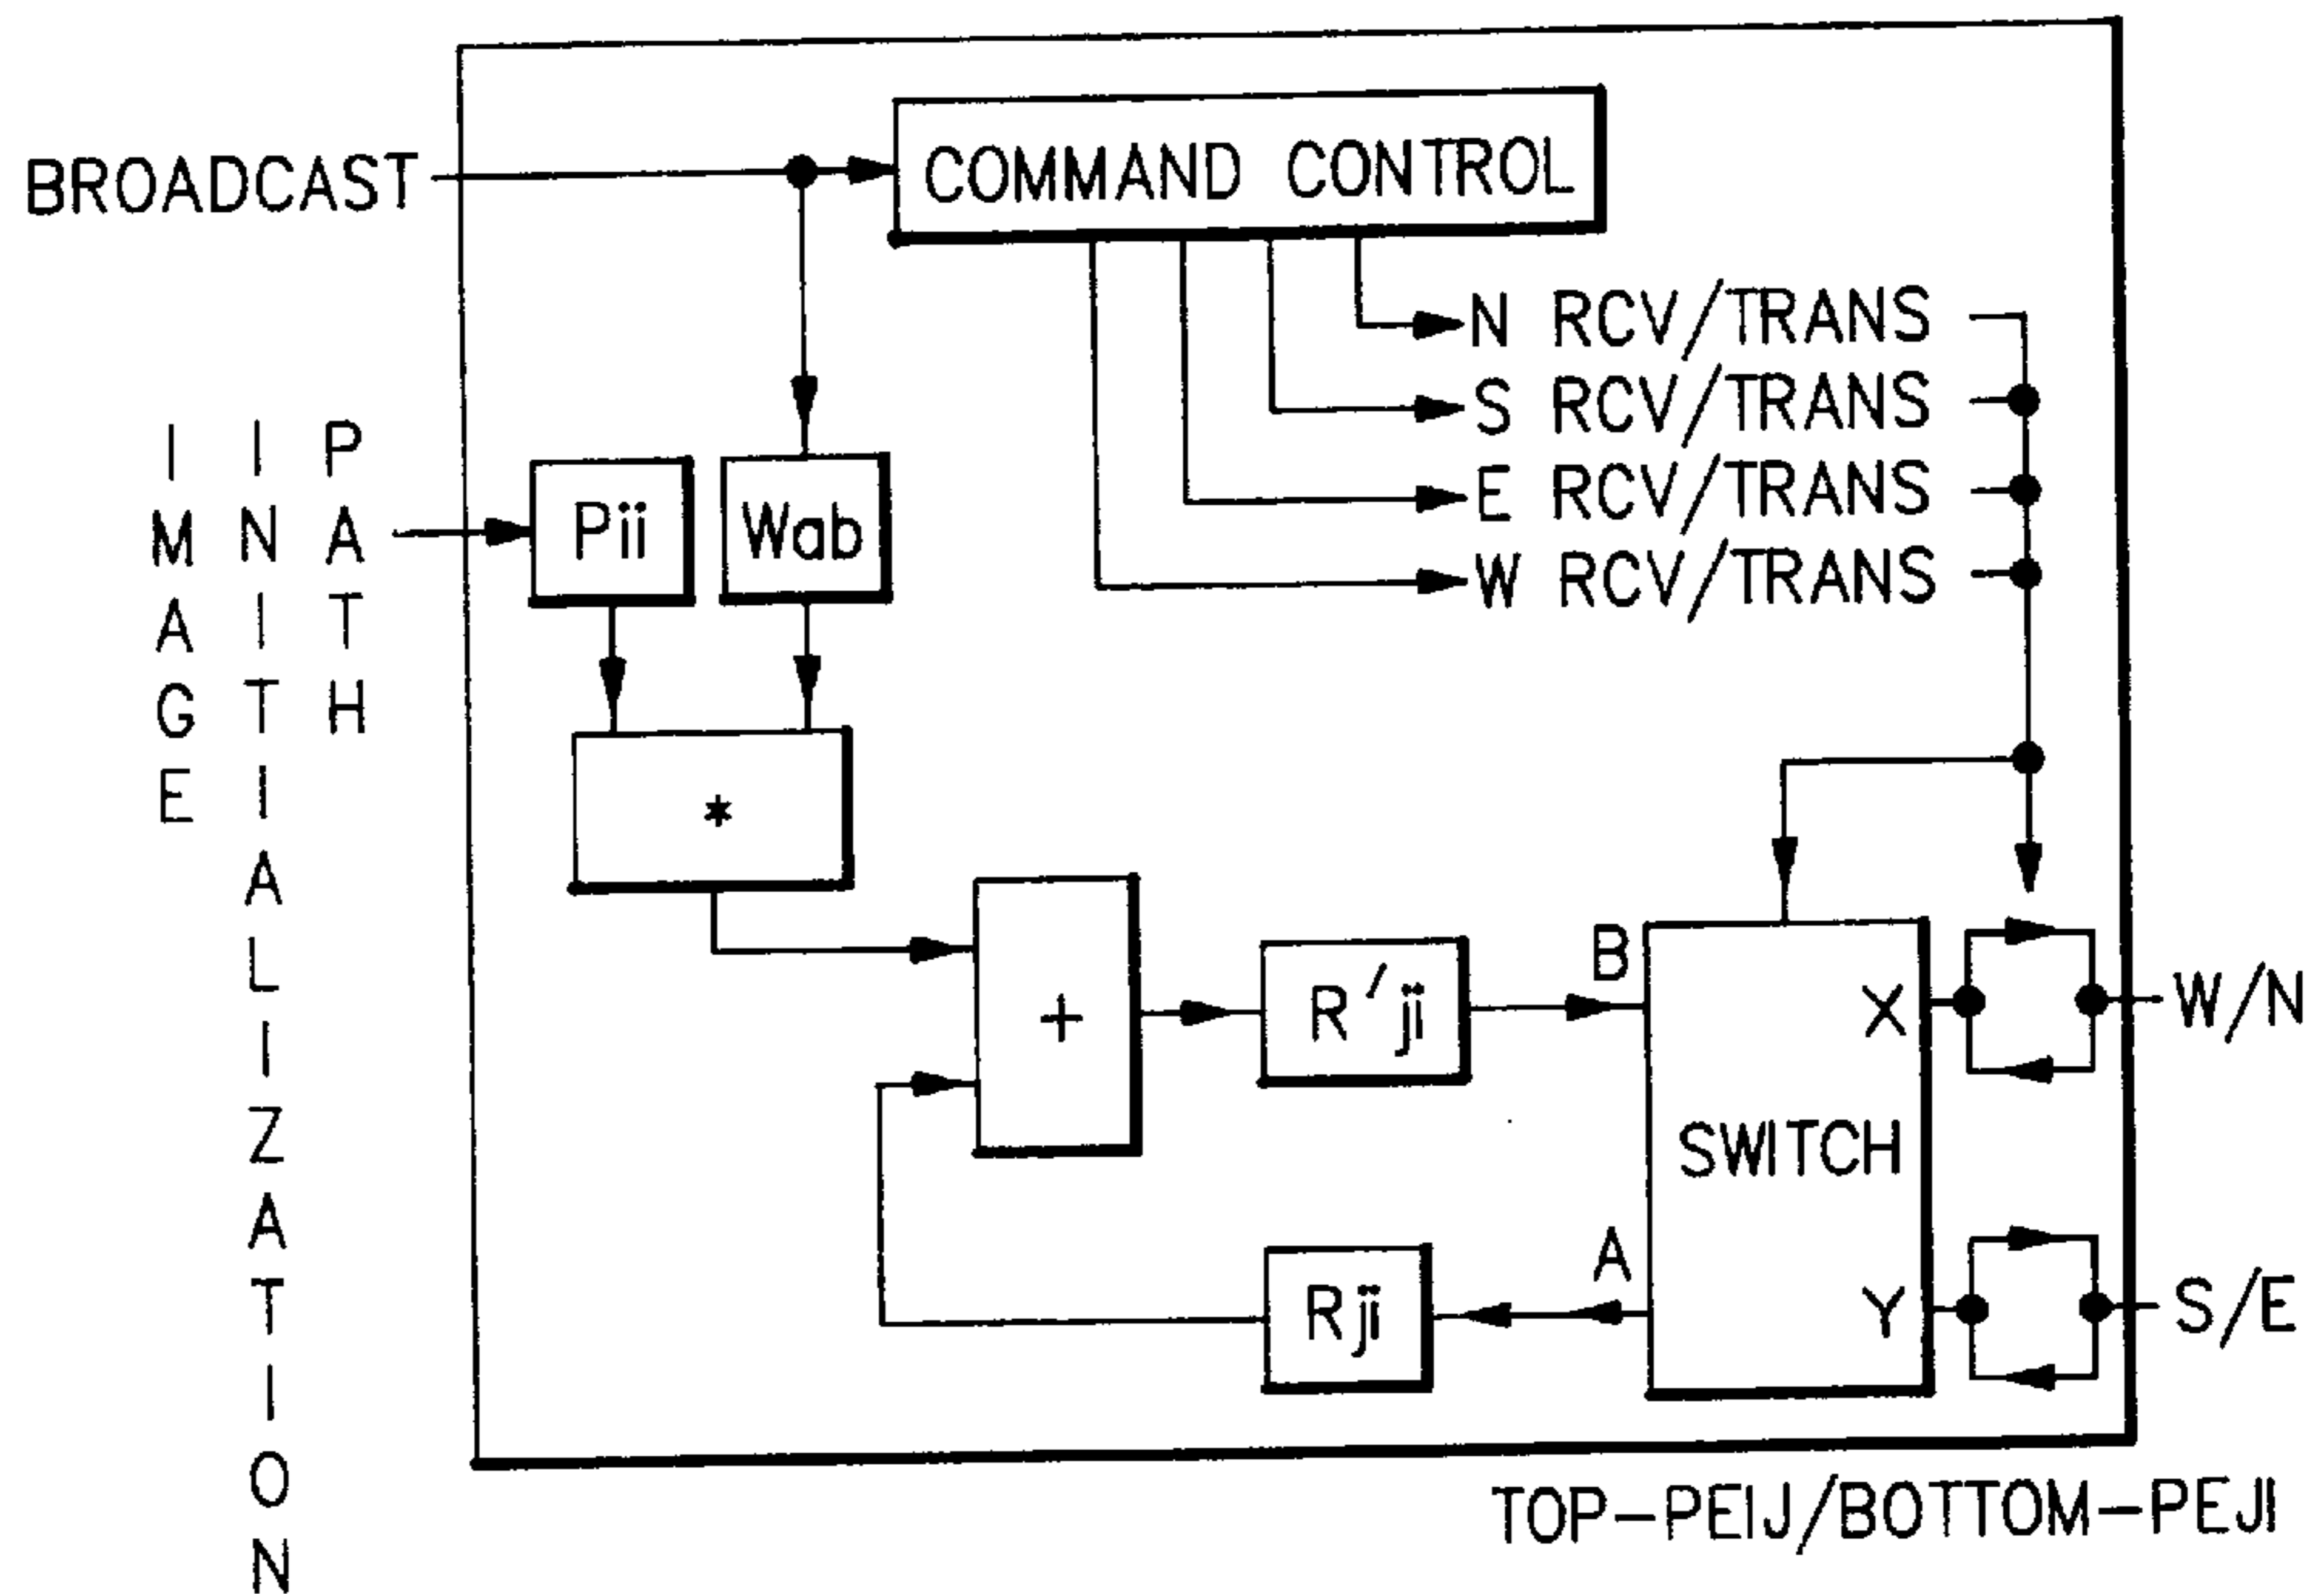 COMMAND CONTROL
BROADCAST
N RCV/TRANS
S RCV/TRANS
E RCV/TRANS
W RCV/TRANS
IMAGE
INITIALIZATION
PATH
Pii
Wab
*
+
R'ji
B
X
W/N
SWITCH
A
Rji
Y
S/E
TOP-PEIJ/BOTTOM-PEJI